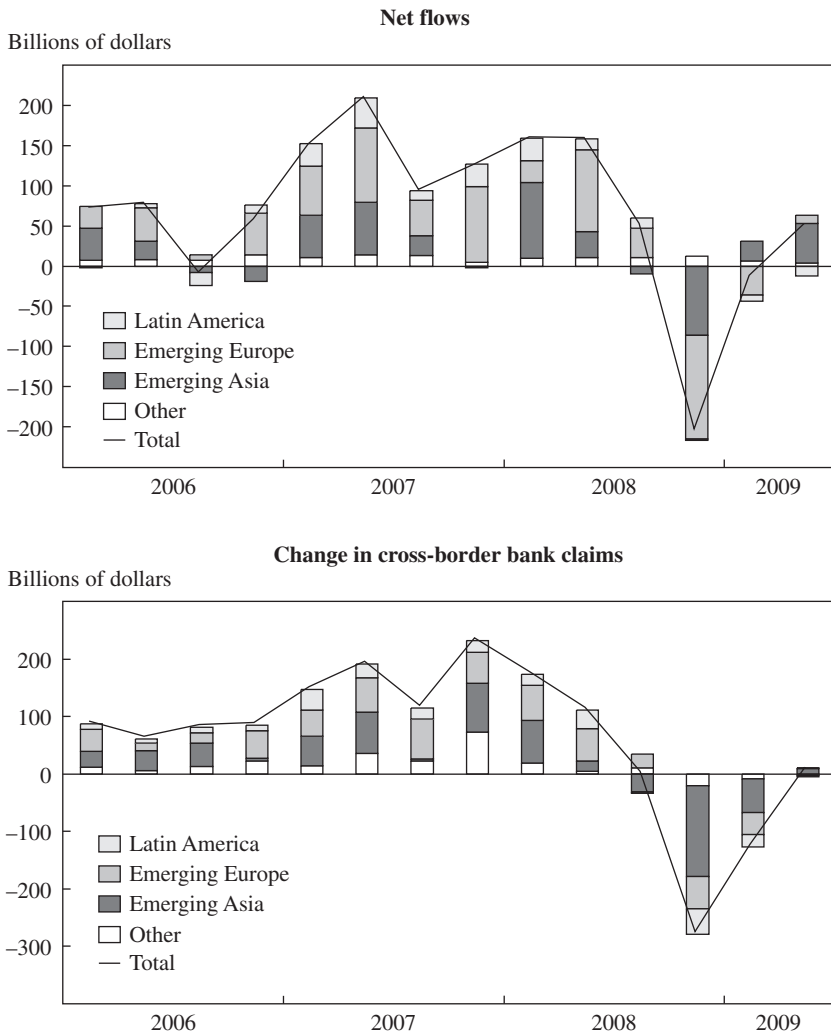 Net flows
Billions of dollars
200
150
100
50
0
–50
–100
–150
–200
Latin America
Emerging Europe
Emerging Asia
Other
Total
2006 2007 2008 2009
Change in cross-border bank claims
Billions of dollars
200
100
0
–100
–200
–300
Latin America
Emerging Europe
Emerging Asia
Other
Total
2006 2007 2008 2009